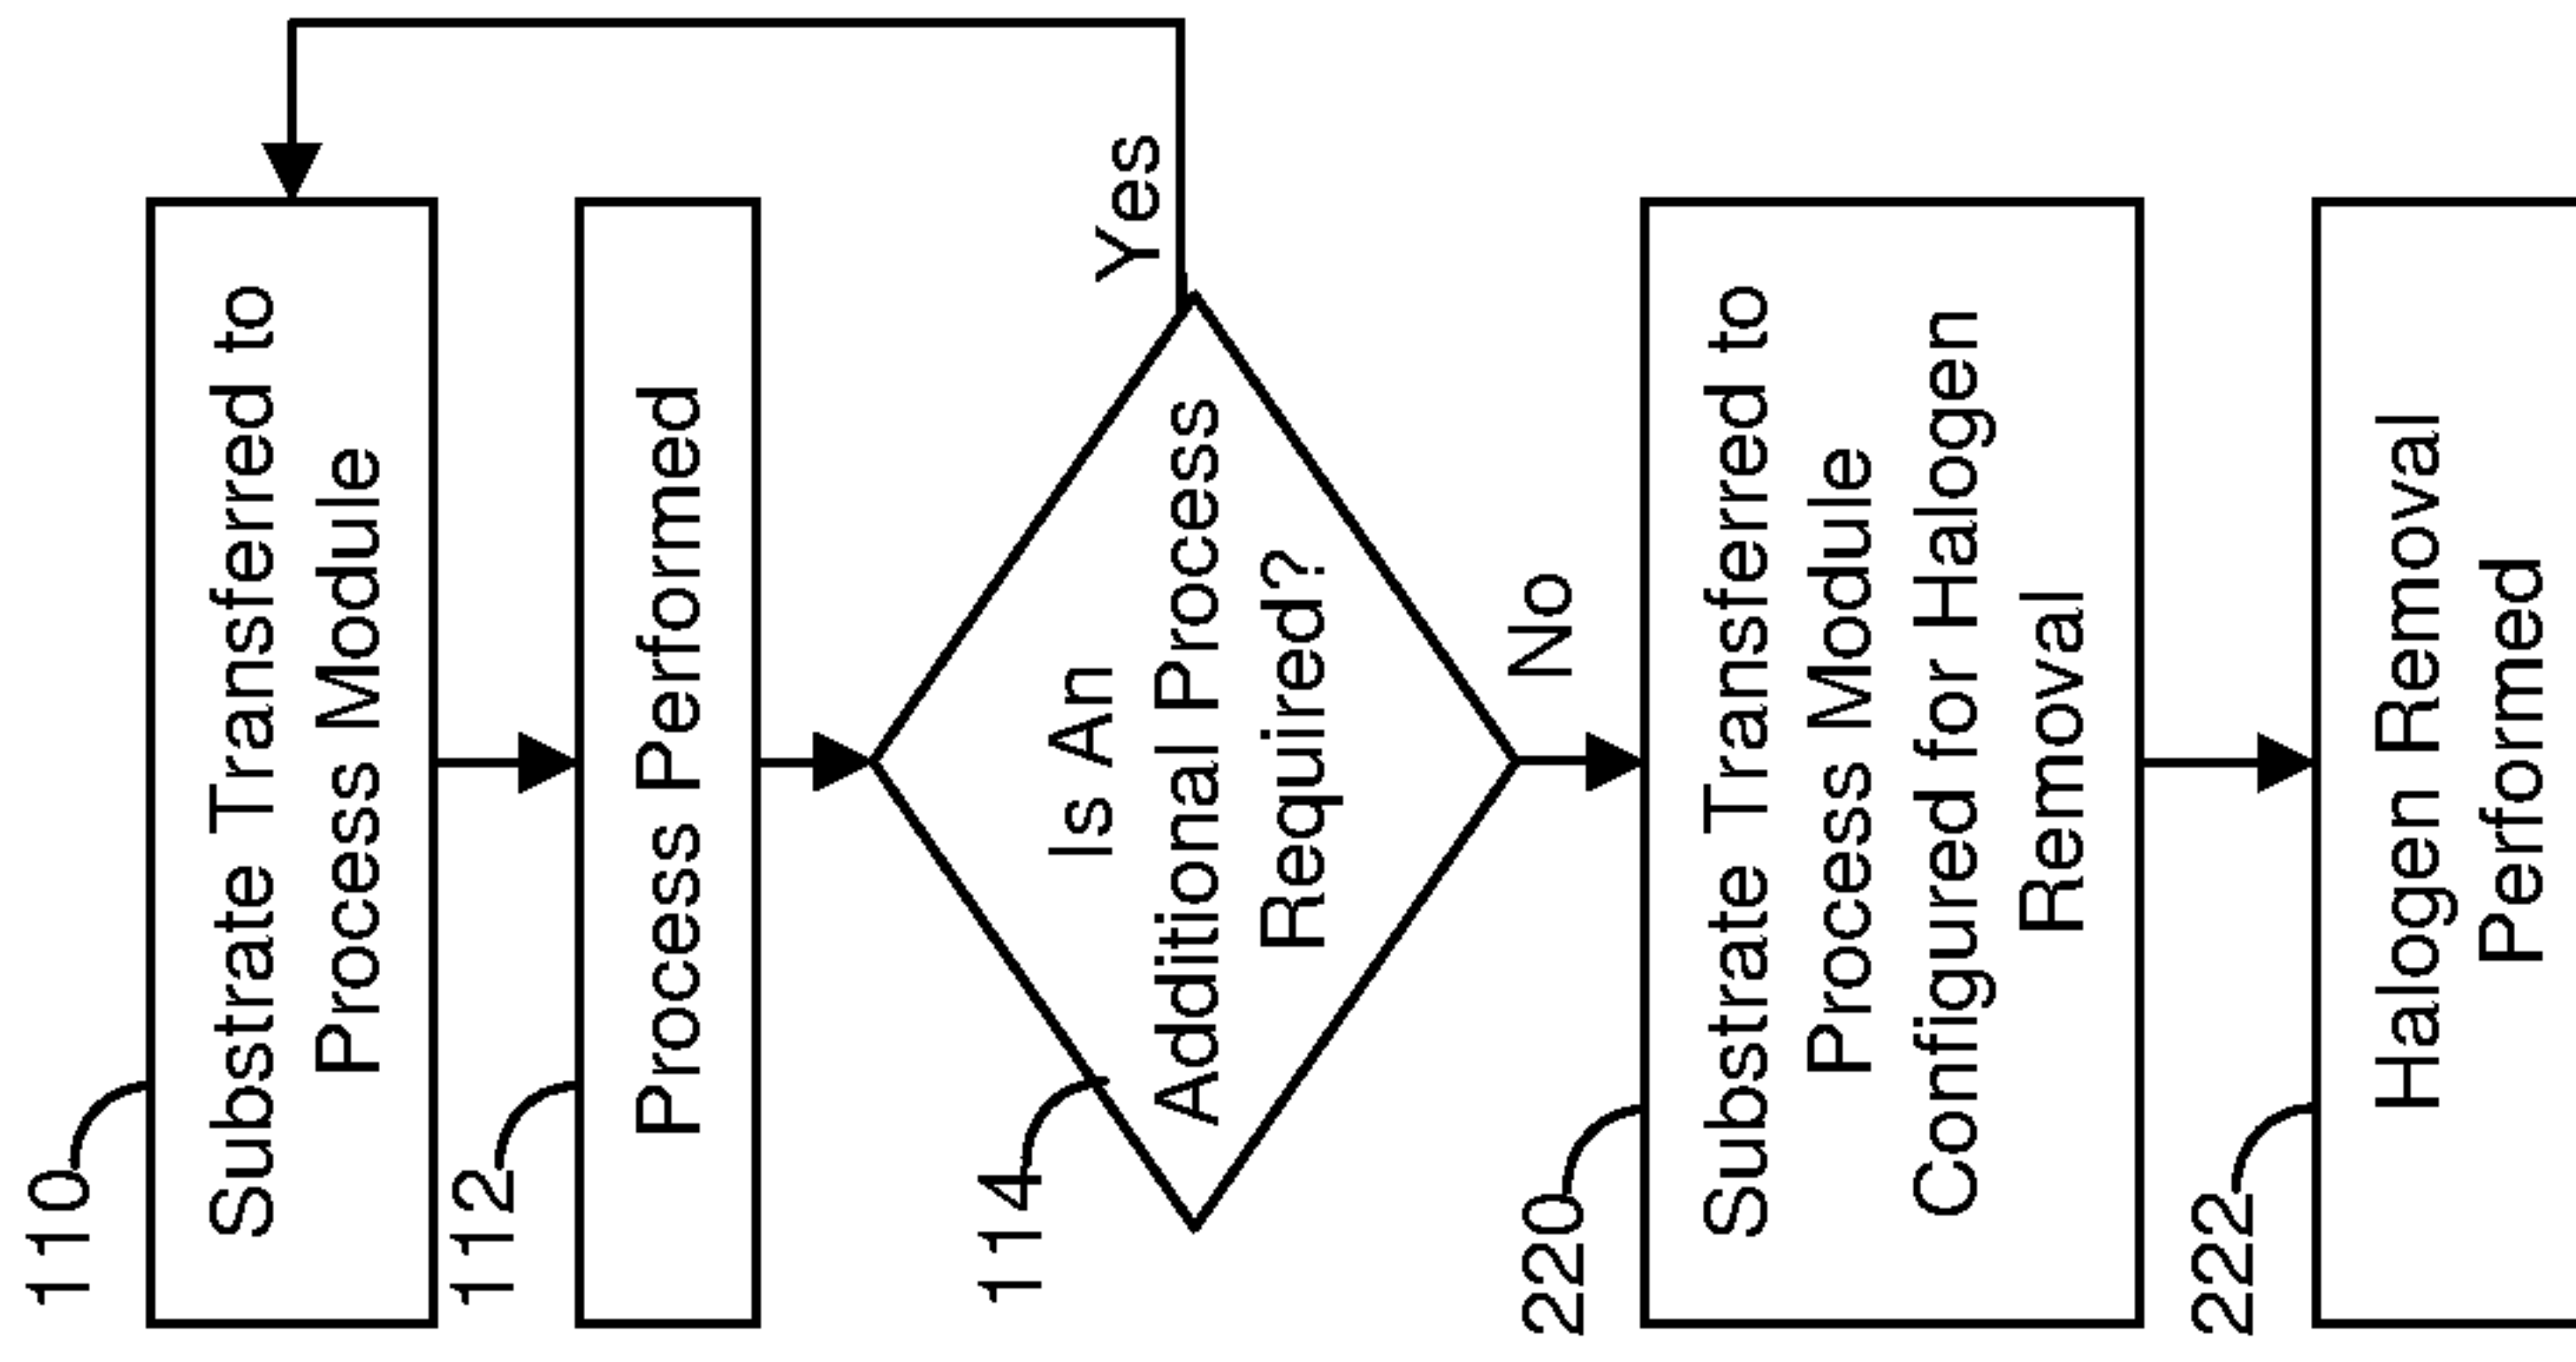 110
Substrate Transferred to
Process Module
112
Process Performed
114
Is An
Additional Process
Required?
Yes
No
220
Substrate Transferred to
Process Module
Configured for Halogen
Removal
222
Halogen Removal
Performed